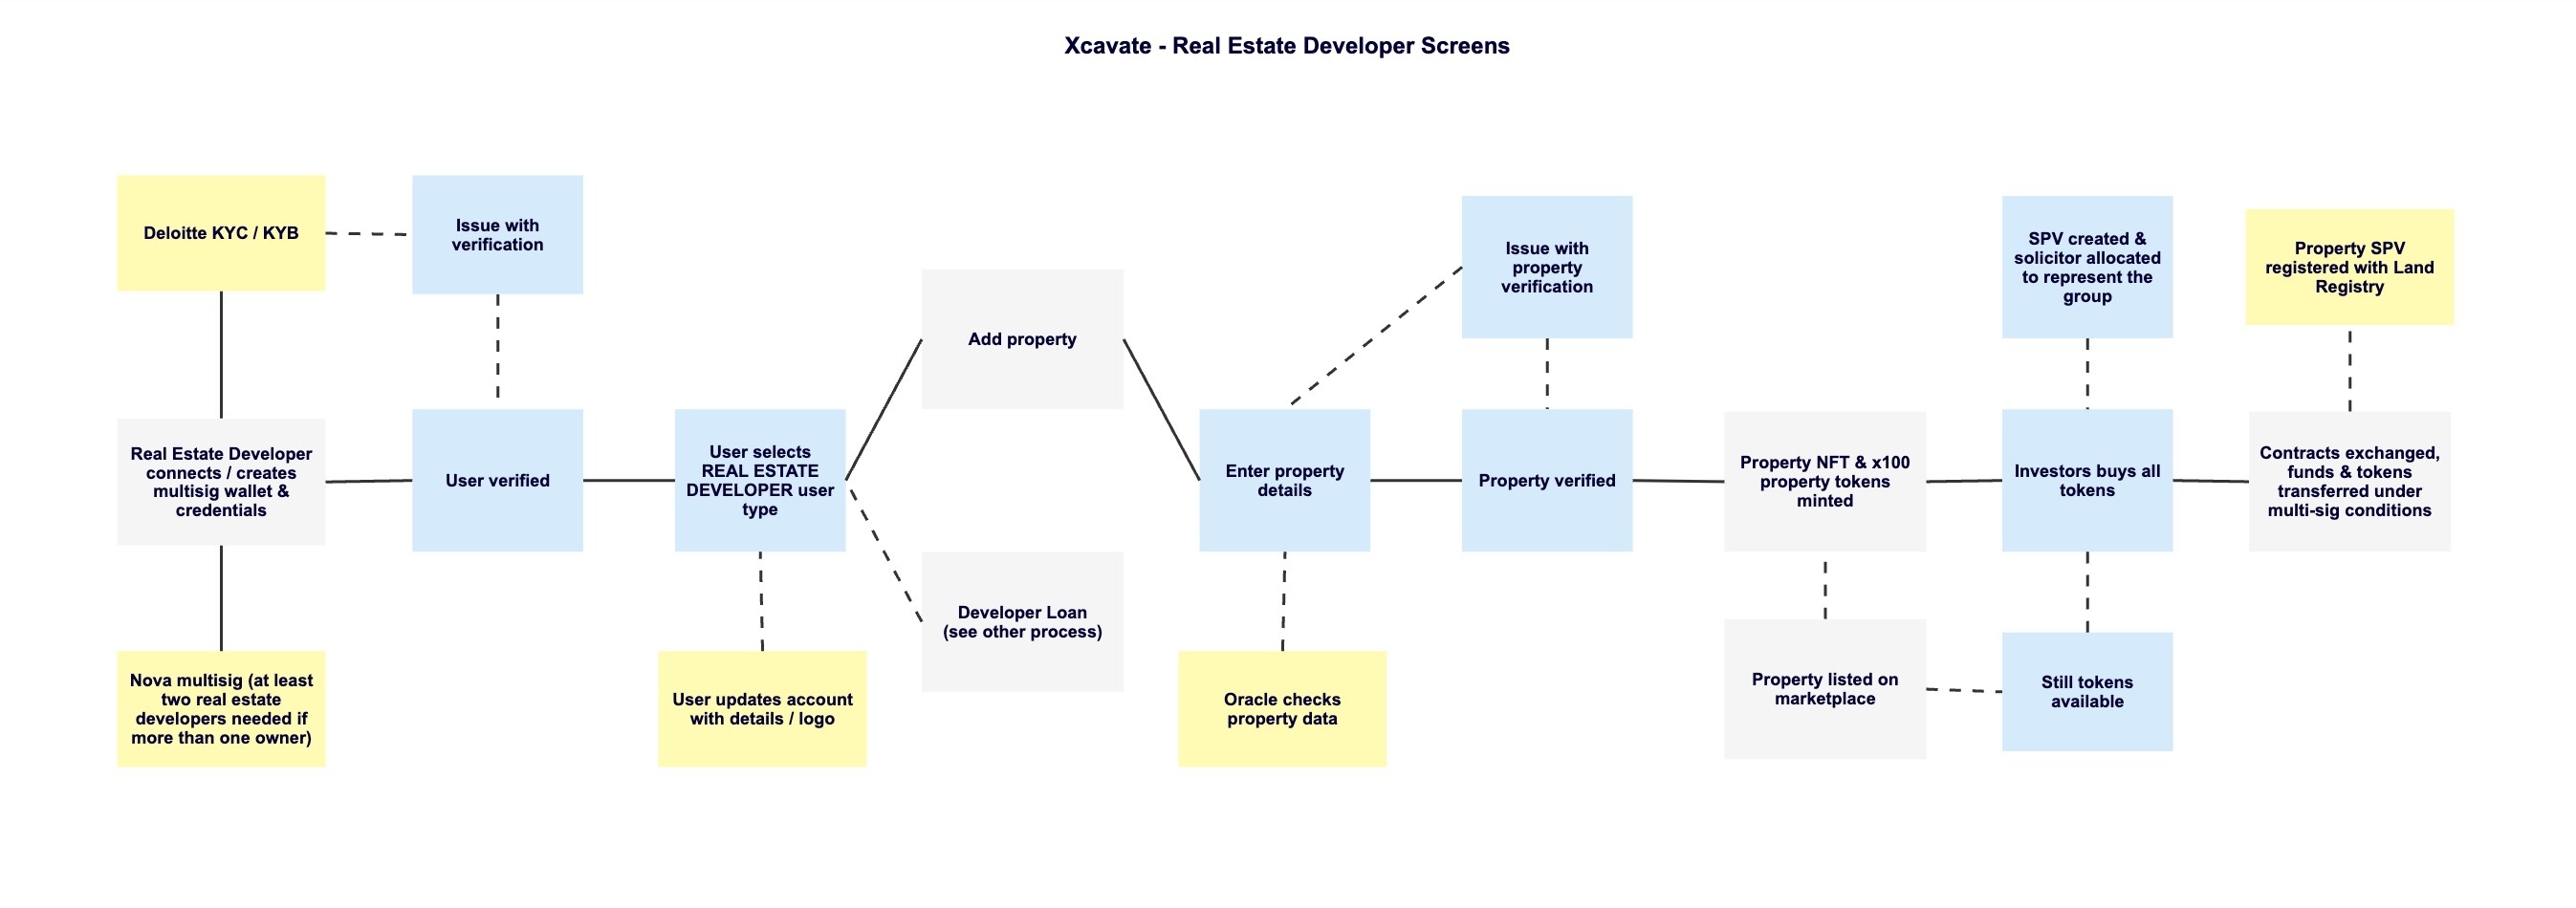 Xcavate - Real Estate Developer Screens
Deloitte KYC / KYB
Issue with
verification
Real Estate Developer
connects / creates
multisig wallet &
credentials
User verified
Nova multisig (at least
two real estate
developers needed if
more than one owner)
User selects
REAL ESTATE
DEVELOPER user
type
User updates account
with details / logo
Add property
Developer Loan
(see other process)
Enter property
details
Oracle checks
property data
Issue with
property
verification
Property verified
Property NFT & x100
property tokens
minted
Property listed on
marketplace
SPV created &
solicitor allocated
to represent the
group
Investors buys all
tokens
Still tokens
available
Property SPV
registered with Land
Registry
Contracts exchanged,
funds & tokens
transferred under
multi-sig conditions